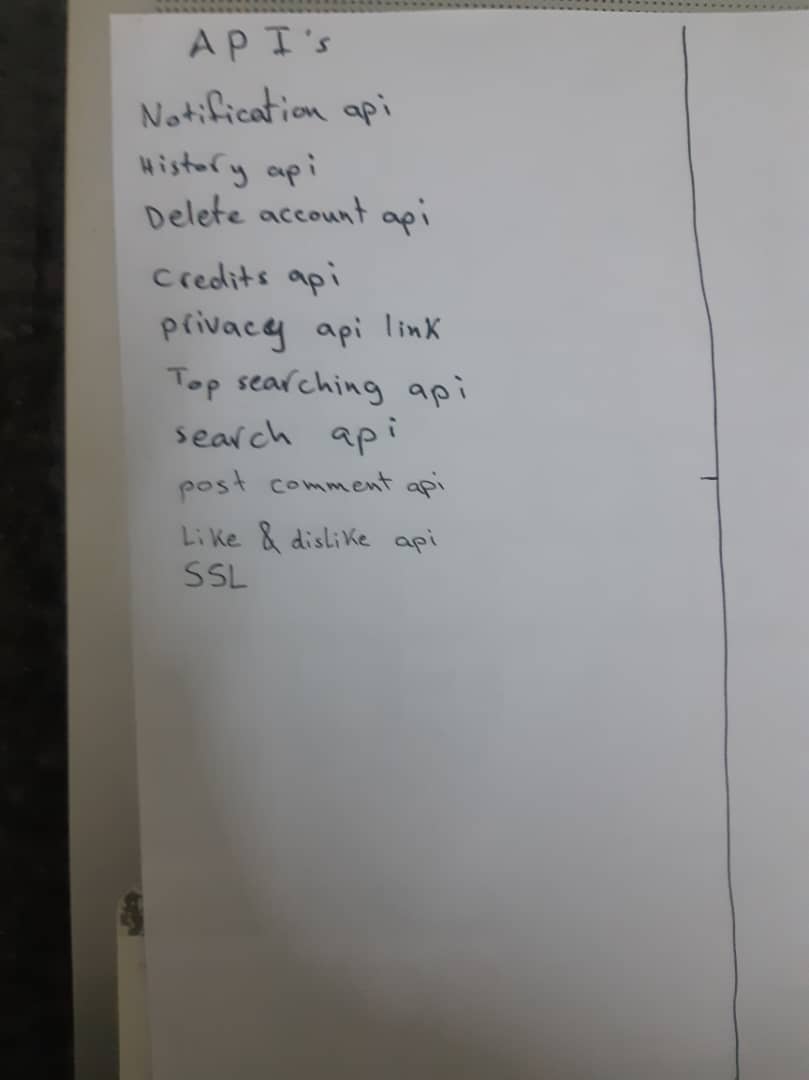 API's
Notification api
History api
Delete account api
Credits api
privacy api link
Top searching api
search api
post comment api
Like & dislike api
SSL